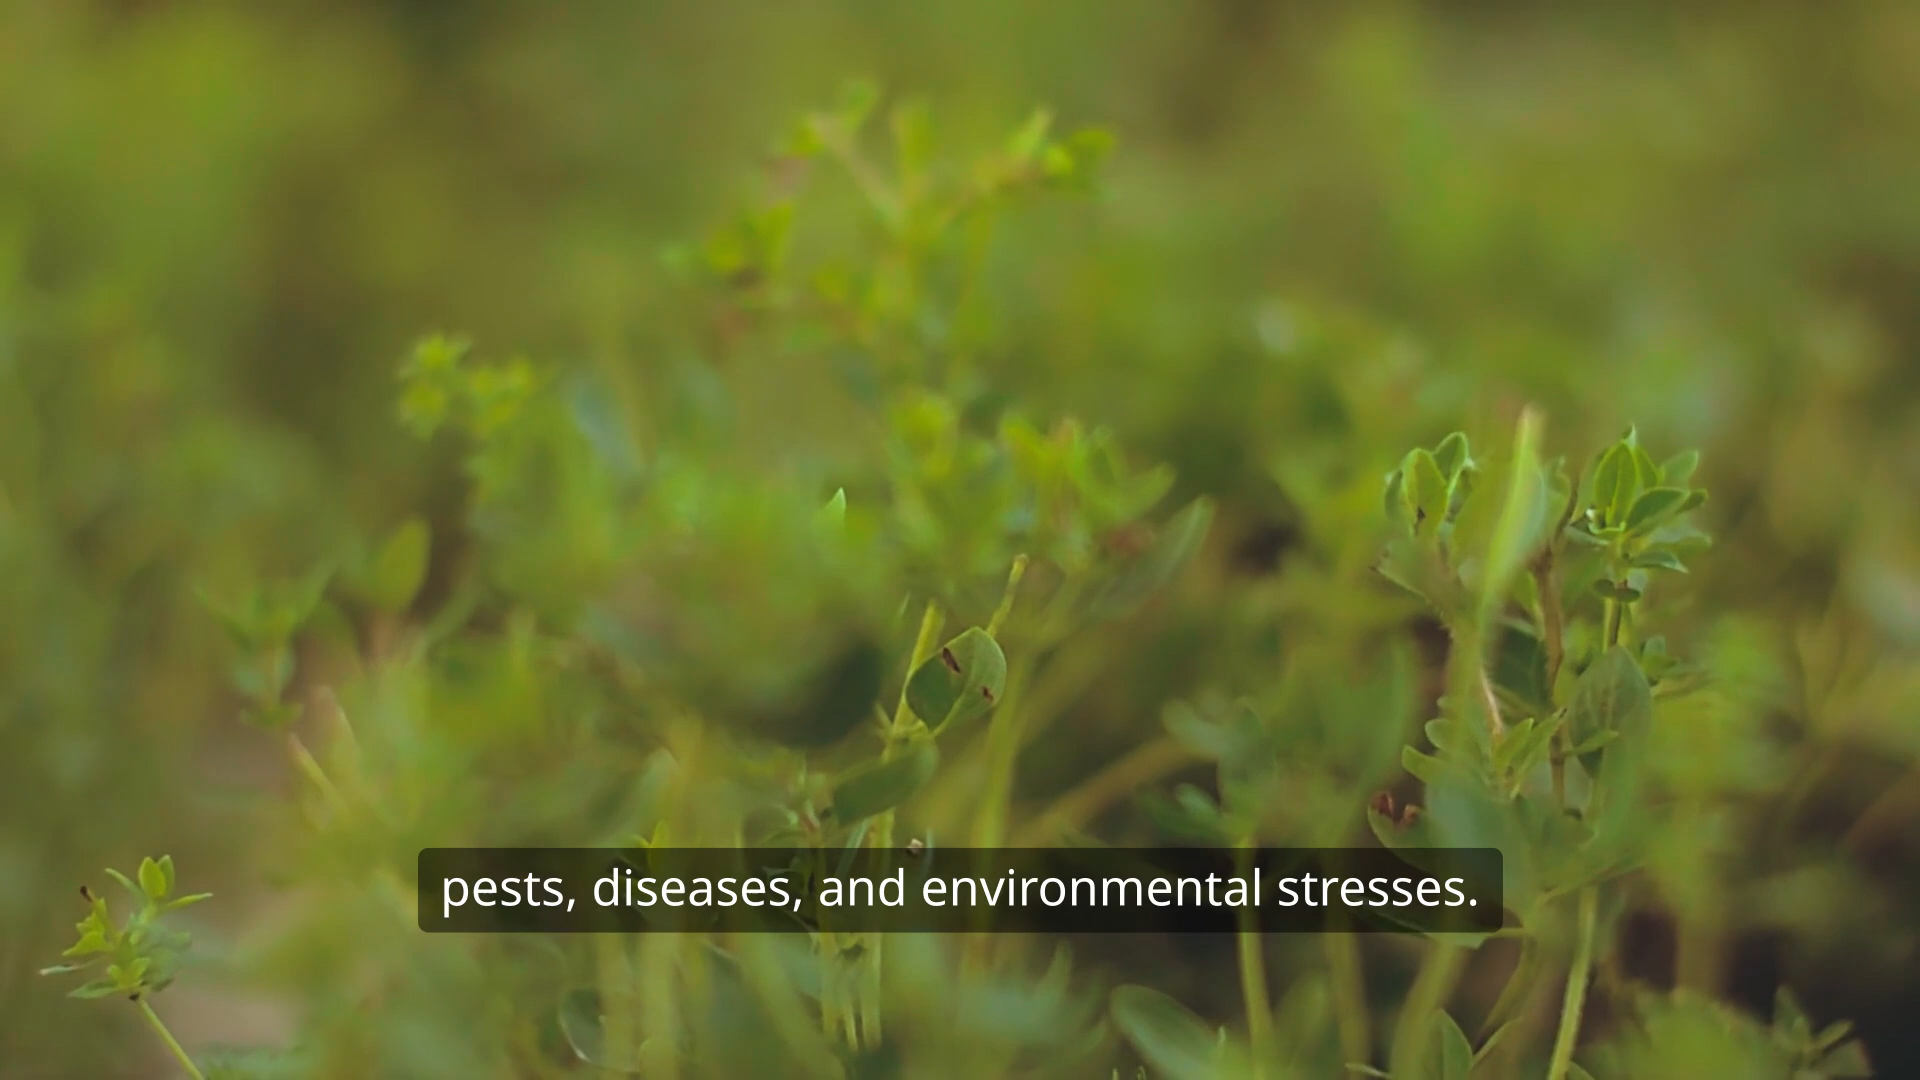 pests, diseases, and environmental stresses.